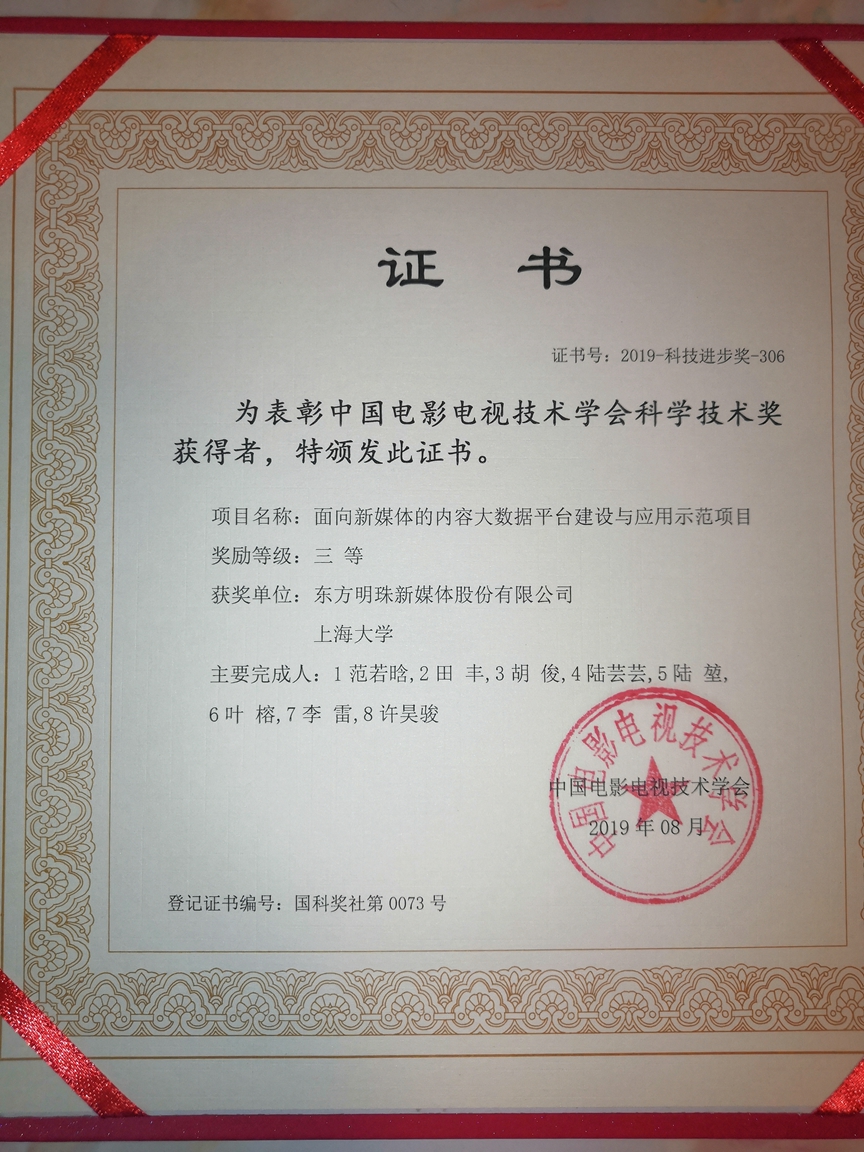 证 书
证书号：2019-科技进步奖-306
为表彰中国电影电视技术学会科学技术奖
获得者，特颁发此证书。
项目名称：面向新媒体的内容大数据平台建设与应用示范项目
奖励等级：三 等
获奖单位：东方明珠新媒体股份有限公司
上海大学
主要完成人：1 范若晗,2 田 丰,3 胡 俊,4 陆芸芸,5 陆 堃,
6 叶 榕,7 李 雷,8 许昊骏
中国电影电视技术学会
中国电影电视技术学会
2019 年 08 月
登记证书编号：国科奖社第 0073 号